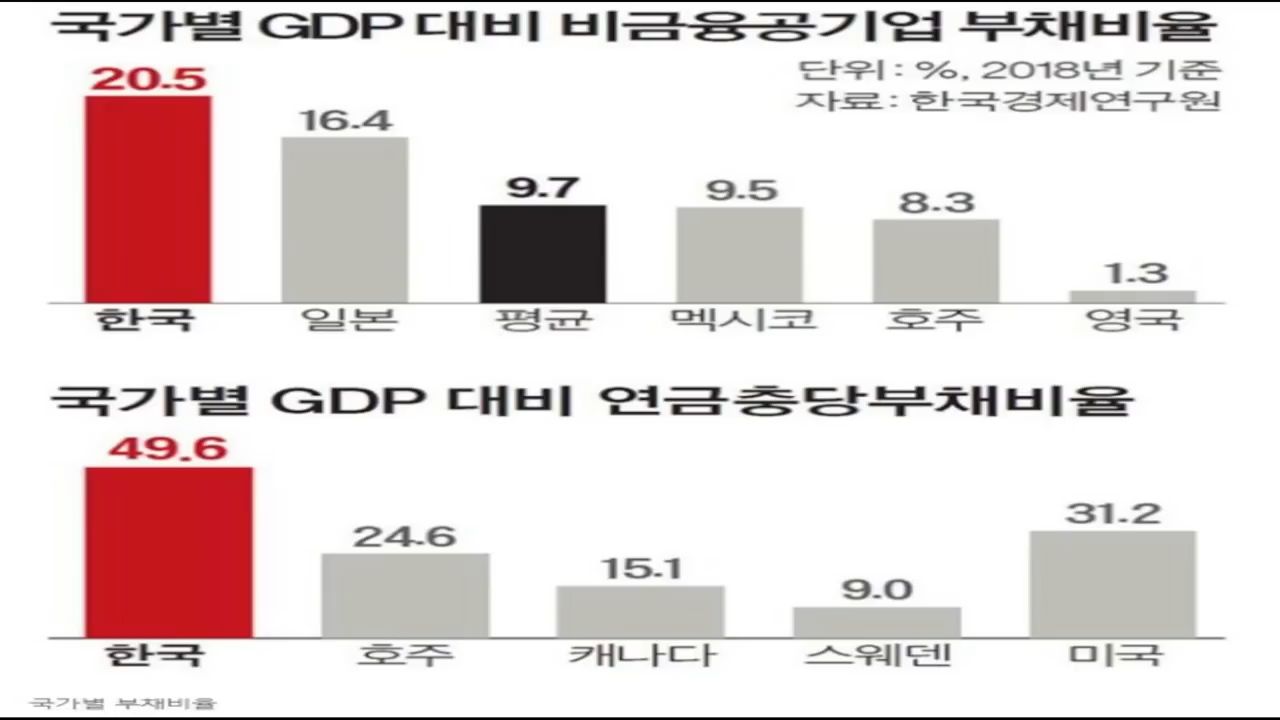 국가별 GDP 대비 비금융공기업 부채비율
단위 : %, 2018년 기준
자료 : 한국경제연구원
20.5
16.4
9.7
9.5
8.3
1.3
한국
일본
평균
멕시코
호주
영국
국가별 GDP 대비 연금충당부채비율
49.6
24.6
15.1
9.0
31.2
한국
호주
캐나다
스웨덴
미국
국가별 부채비율